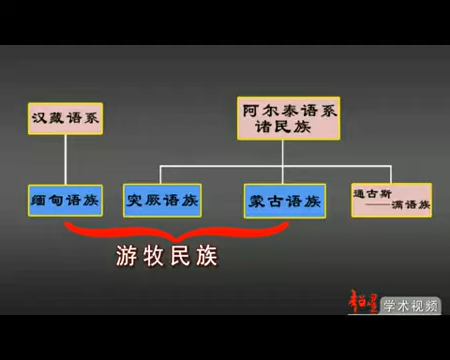 汉藏语系
阿尔泰语系
诸民族
缅甸语族
突厥语族
蒙古语族
通古斯
——满语族
游牧民族
超星
学术视频